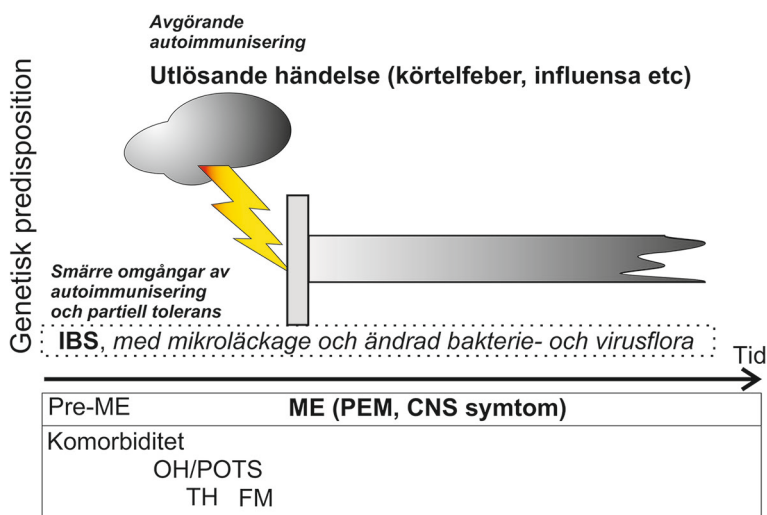 Avgörande
autoimmunisering
Utlösande händelse (körtelfeber, influensa etc)
Genetisk predisposition
Smärre omgångar av
autoimmunisering
och partiell tolerans
IBS, med mikroläckage och ändrad bakterie- och virusflora
Tid
Pre-ME ME (PEM, CNS symtom)
Komorbiditet
OH/POTS
TH FM